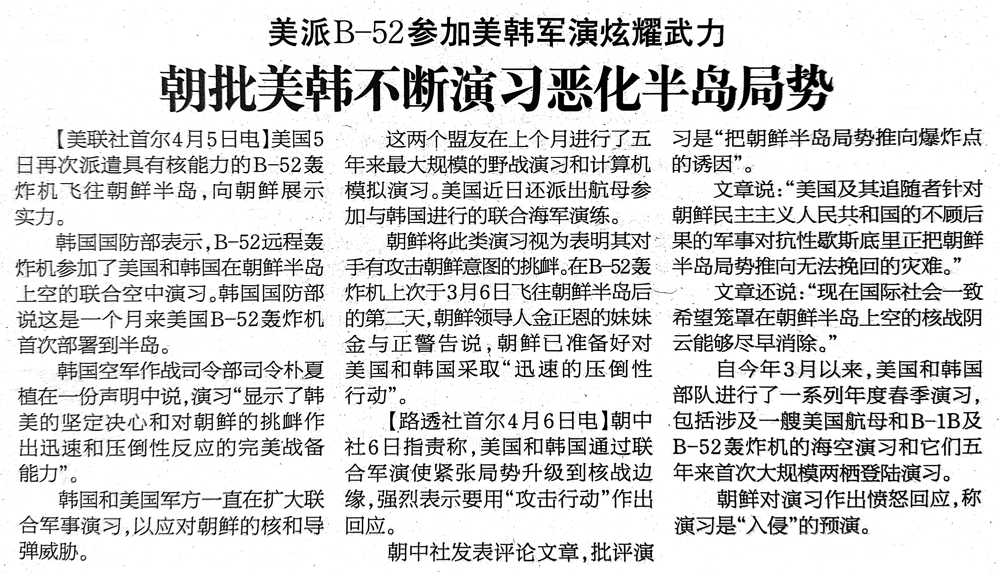 美派B-52参加美韩军演炫耀武力
朝批美韩不断演习恶化半岛局势
【美联社首尔4月5日电】美国5
日再次派遣具有核能力的B-52轰
炸机飞往朝鲜半岛,向朝鲜展示
实力。
韩国国防部表示,B-52远程轰
炸机参加了美国和韩国在朝鲜半岛
上空的联合空中演习。韩国国防部
说这是一个月来美国B-52轰炸机
首次部署到半岛。
韩国空军作战司令部司令朴夏
植在一份声明中说,演习“显示了韩
美的坚定决心和对朝鲜的挑衅作
出迅速和压倒性反应的完美战备
能力”。
韩国和美国军方一直在扩大联
合军事演习,以应对朝鲜的核和导
弹威胁。
这两个盟友在上个月进行了五
年来最大规模的野战演习和计算机
模拟演习。美国近日还派出航母参
加与韩国进行的联合海军演练。
朝鲜将此类演习视为表明其对
手有攻击朝鲜意图的挑衅。在B-52轰
炸机上次于3月6日飞往朝鲜半岛后
的第二天,朝鲜领导人金正恩的妹妹
金与正警告说,朝鲜已准备好对
美国和韩国采取“迅速的压倒性
行动”。
【路透社首尔4月6日电】朝中
社6日指责称,美国和韩国通过联
合军演使紧张局势升级到核战边
缘,强烈表示要用“攻击行动”作出
回应。
朝中社发表评论文章,批评演
习是“把朝鲜半岛局势推向爆炸点
的诱因”。
文章说:“美国及其追随者针对
朝鲜民主主义人民共和国的不顾后
果的军事对抗性歇斯底里正把朝鲜
半岛局势推向无法挽回的灾难。”
文章还说:“现在国际社会一致
希望笼罩在朝鲜半岛上空的核战阴
云能够尽早消除。”
自今年3月以来,美国和韩国
部队进行了一系列年度春季演习,
包括涉及一艘美国航母和B-1B及
B-52轰炸机的海空演习和它们五
年来首次大规模两栖登陆演习。
朝鲜对演习作出愤怒回应,称
演习是“入侵”的预演。